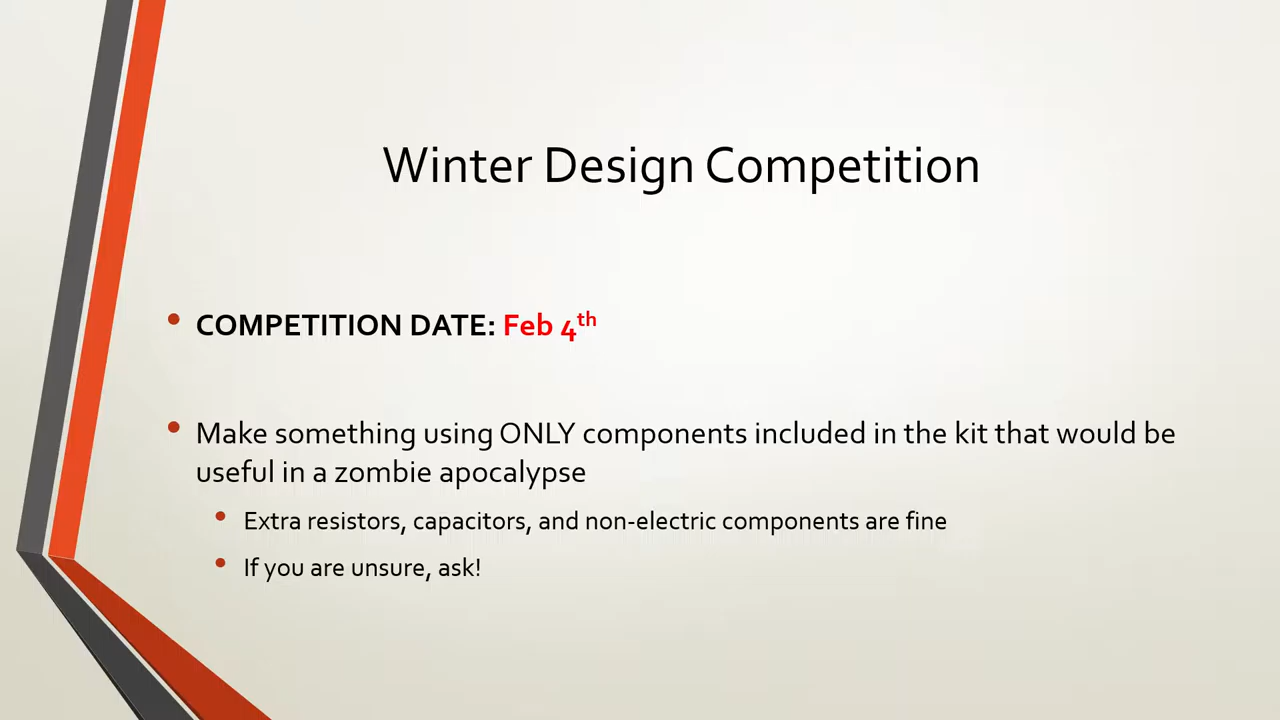 Winter Design Competition
• COMPETITION DATE: Feb 4th
• Make something using ONLY components included in the kit that would be
useful in a zombie apocalypse
• Extra resistors, capacitors, and non-electric components are fine
• If you are unsure, ask!